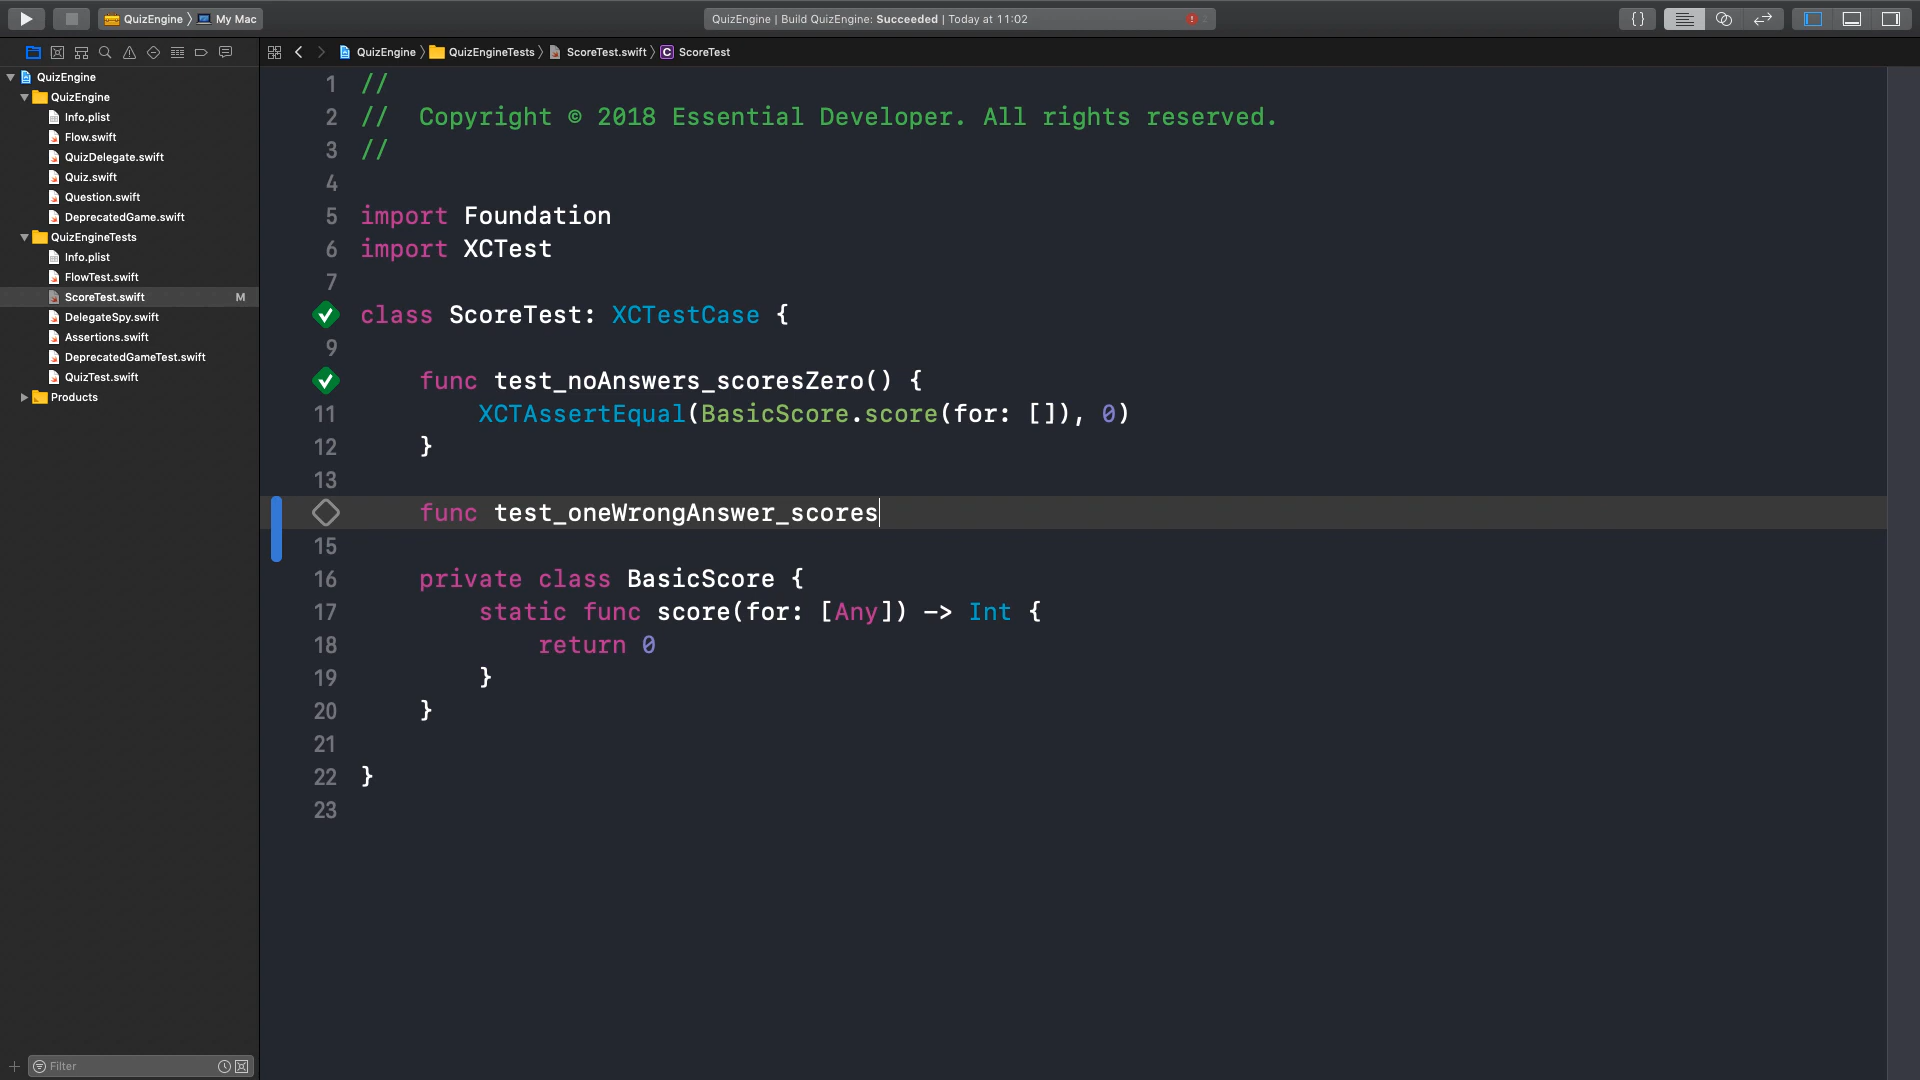 QuizEngine 〉 My Mac
QuizEngine | Build QuizEngine: Succeeded | Today at 11:02
QuizEngine 〉 QuizEngineTests 〉 ScoreTest.swift 〉 C ScoreTest
QuizEngine
QuizEngine
Info.plist
Flow.swift
QuizDelegate.swift
Quiz.swift
Question.swift
DeprecatedGame.swift
QuizEngineTests
Info.plist
FlowTest.swift
ScoreTest.swift M
DelegateSpy.swift
Assertions.swift
DeprecatedGameTest.swift
QuizTest.swift
Products
Filter
1 //
2 //  Copyright © 2018 Essential Developer. All rights reserved.
3 //
4
5 import Foundation
6 import XCTest
7
class ScoreTest: XCTestCase {
9
func test_noAnswers_scoresZero() {
11 XCTAssertEqual(BasicScore.score(for: []), 0)
12 }
13
func test_oneWrongAnswer_scores
15
16 private class BasicScore {
17 static func score(for: [Any]) -> Int {
18 return 0
19 }
20 }
21
22 }
23